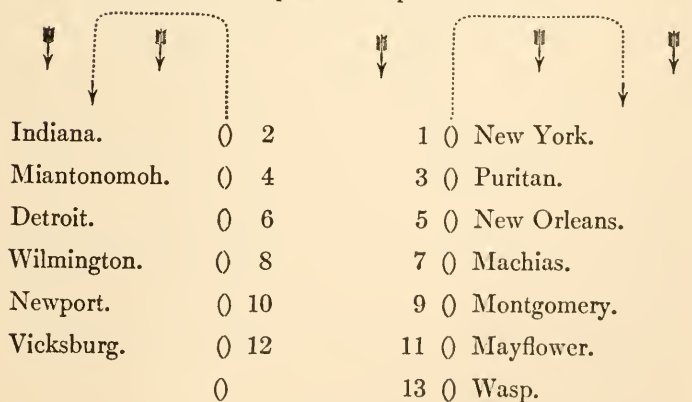 Indiana. () 2 1 () New York.
Miantonomoh. () 4 3 () Puritan.
Detroit. () 6 5 () New Orleans.
Wilmington. () 8 7 () Machias.
Newport. () 10 9 () Montgomery.
Vicksburg. () 12 11 () Mayflower.
() 13 () Wasp.